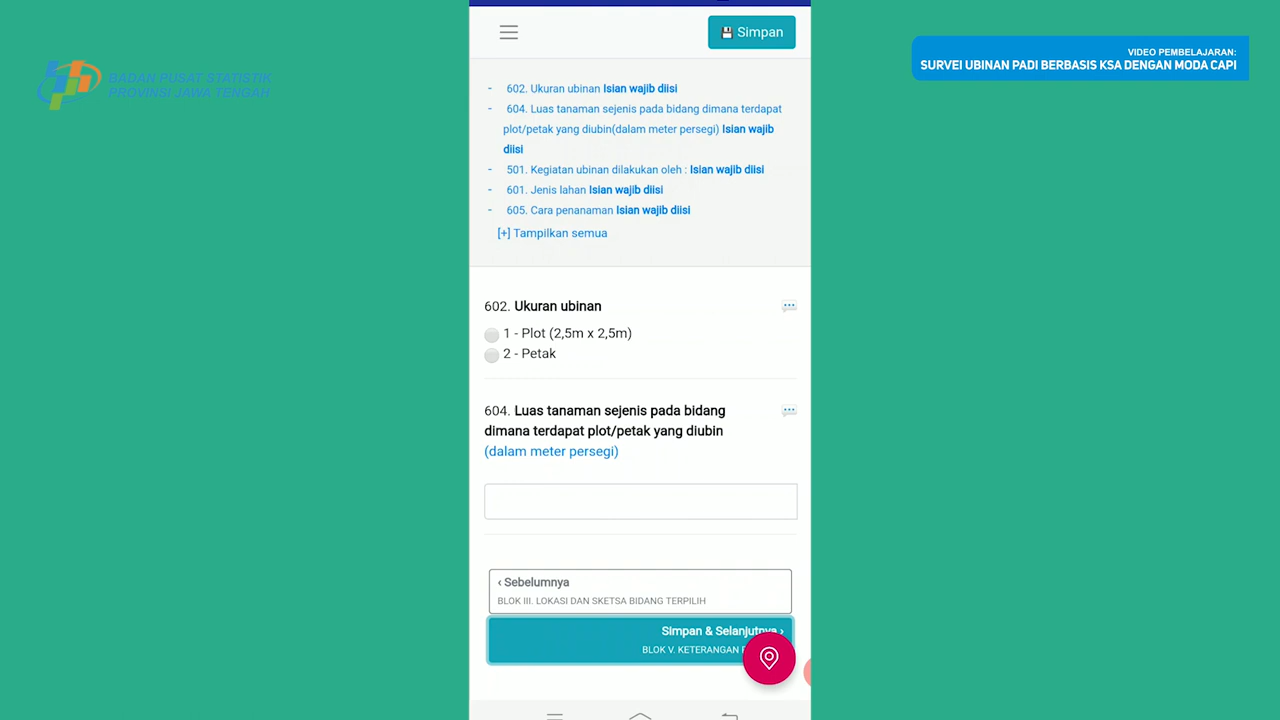 BADAN PUSAT STATISTIK
PROVINSI JAWA TENGAH
VIDEO PEMBELAJARAN:
SURVEI UBINAN PADI BERBASIS KSA DENGAN MODA CAPI
Simpan
- 602. Ukuran ubinan Isian wajib diisi
- 604. Luas tanaman sejenis pada bidang dimana terdapat
plot/petak yang diubin(dalam meter persegi) Isian wajib
diisi
- 501. Kegiatan ubinan dilakukan oleh : Isian wajib diisi
- 601. Jenis lahan Isian wajib diisi
- 605. Cara penanaman Isian wajib diisi
[+] Tampilkan semua
602. Ukuran ubinan
1 - Plot (2,5m x 2,5m)
2 - Petak
604. Luas tanaman sejenis pada bidang
dimana terdapat plot/petak yang diubin
(dalam meter persegi)
‹ Sebelumnya
BLOK III. LOKASI DAN SKETSA BIDANG TERPILIH
Simpan & Selanjutnya ›
BLOK V. KETERANGAN